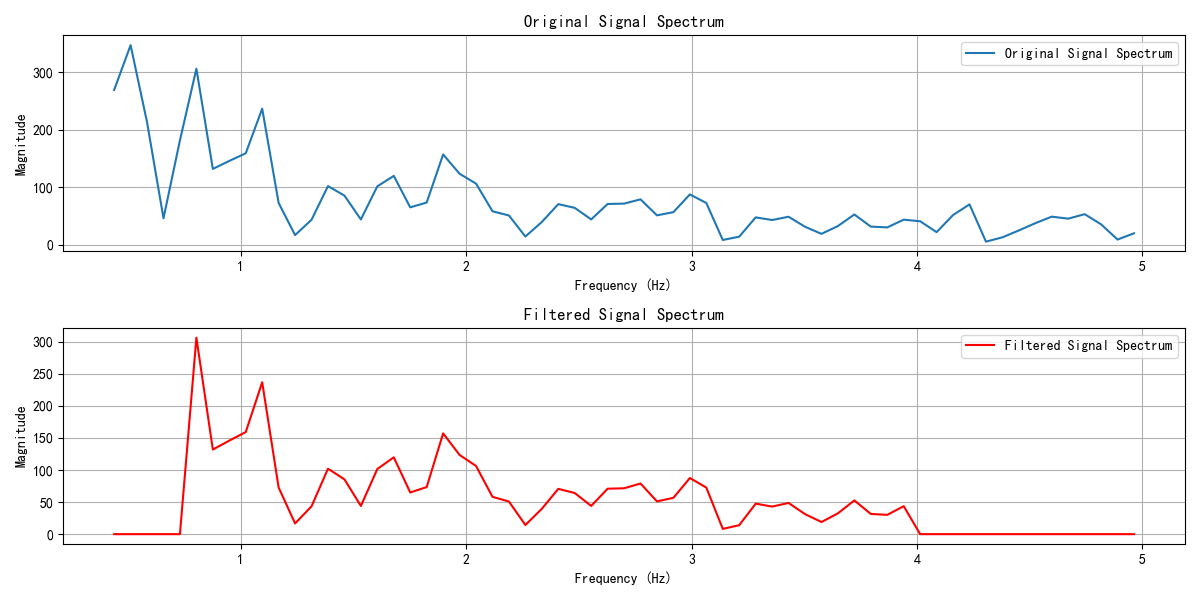 Original Signal Spectrum
Original Signal Spectrum
Magnitude
300
200
100
0
1 2 3 4 5
Frequency (Hz)
Filtered Signal Spectrum
Filtered Signal Spectrum
Magnitude
300
250
200
150
100
50
0
1 2 3 4 5
Frequency (Hz)